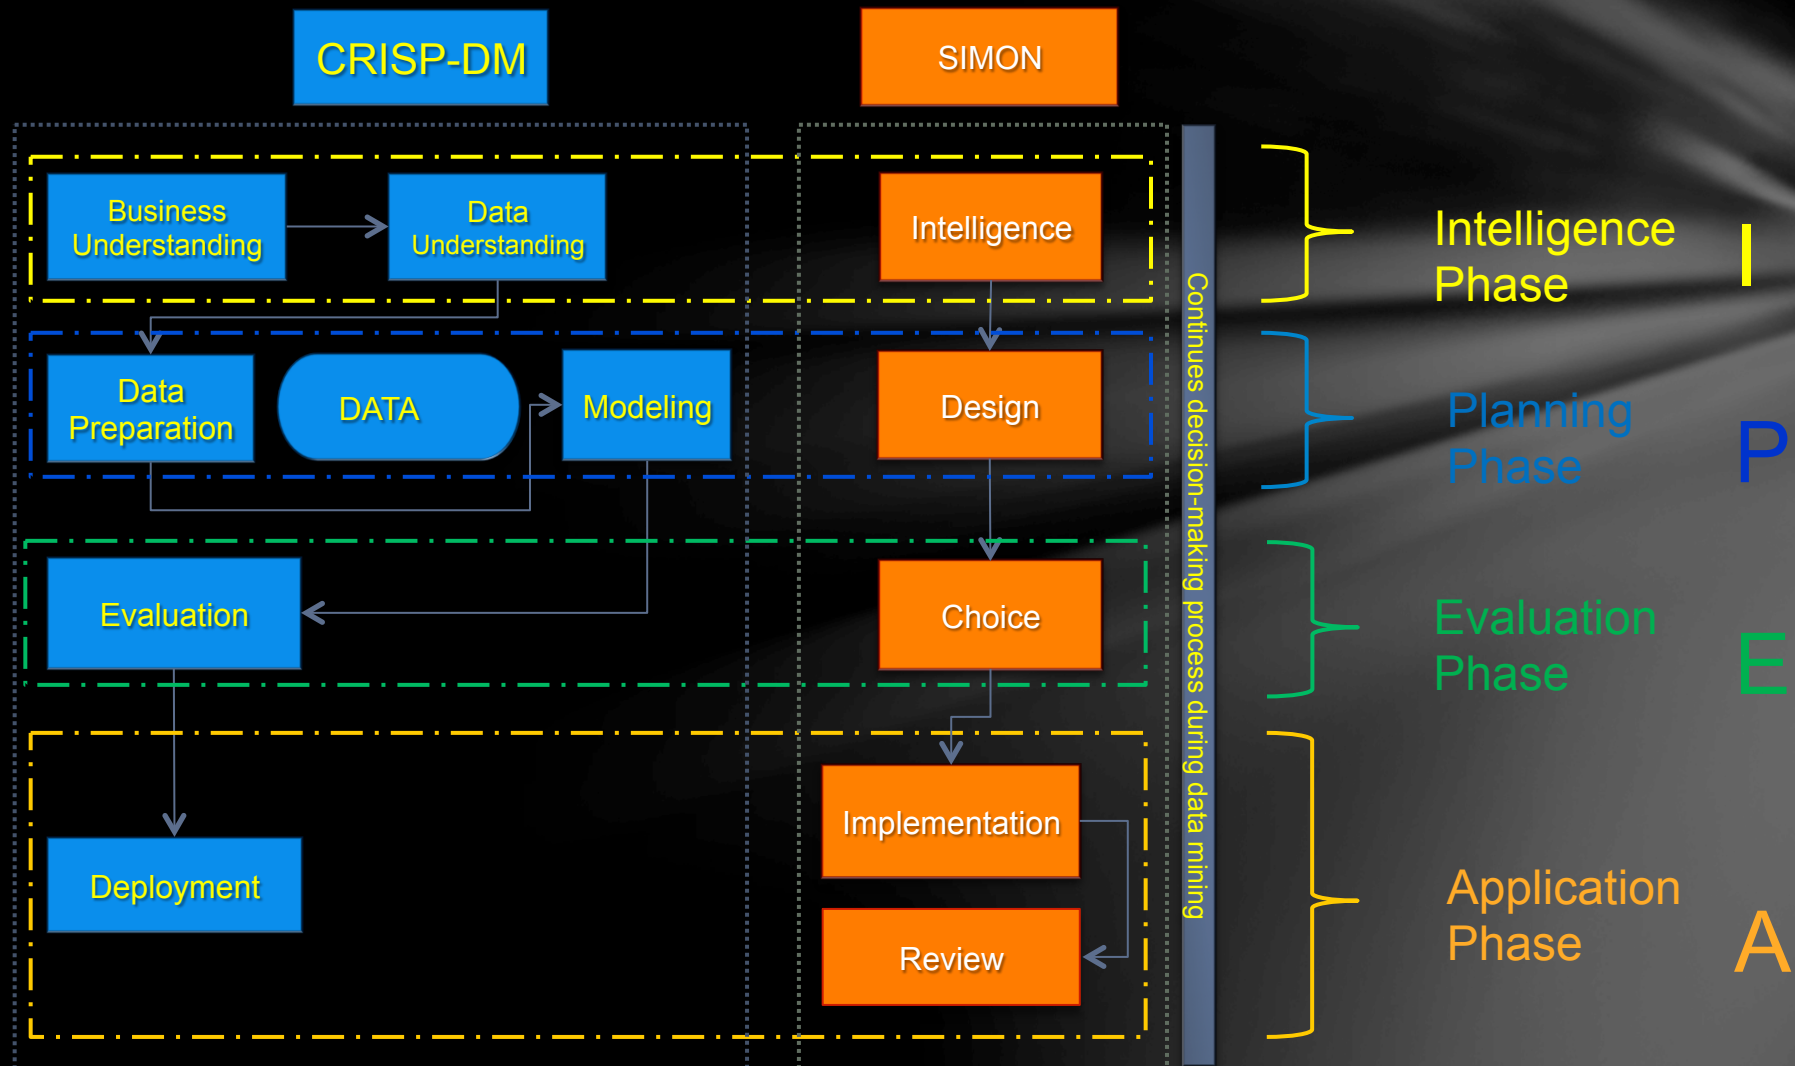 CRISP-DM
SIMON
Business
Understanding
Data
Understanding
Intelligence
Intelligence
Phase
I
Data
Preparation
DATA
Modeling
Design
Planning
Phase
P
Evaluation
Choice
Evaluation
Phase
E
Continues decision-making process during data mining
Implementation
Deployment
Review
Application
Phase
A